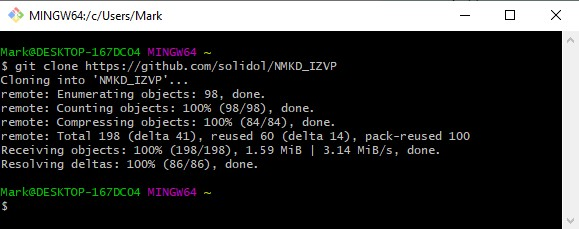 MINGW64:/c/Users/Mark
Mark@DESKTOP-167DCO4 MINGW64 ~
$ git clone https://github.com/solidol/NMKD_IZVP
Cloning into 'NMKD_IZVP'...
remote: Enumerating objects: 98, done.
remote: Counting objects: 100% (98/98), done.
remote: Compressing objects: 100% (84/84), done.
remote: Total 198 (delta 41), reused 60 (delta 14), pack-reused 100
Receiving objects: 100% (198/198), 1.59 MiB | 3.14 MiB/s, done.
Resolving deltas: 100% (86/86), done.
Mark@DESKTOP-167DCO4 MINGW64 ~
$